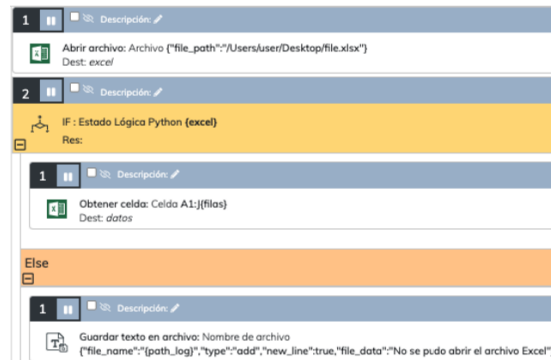 1 Descripción:
Abrir archivo: Archivo {"file_path":"/Users/user/Desktop/file.xlsx"}
Dest: excel
2 Descripción:
IF : Estado Lógica Python {excel}
Res:
1 Descripción:
Obtener celda: Celda A1:J{filas}
Dest: datos
Else
1 Descripción:
Guardar texto en archivo: Nombre de archivo
{"file_name":"{path_log}","type":"add","new_line":true,"file_data":"No se pudo abrir el archivo Excel"